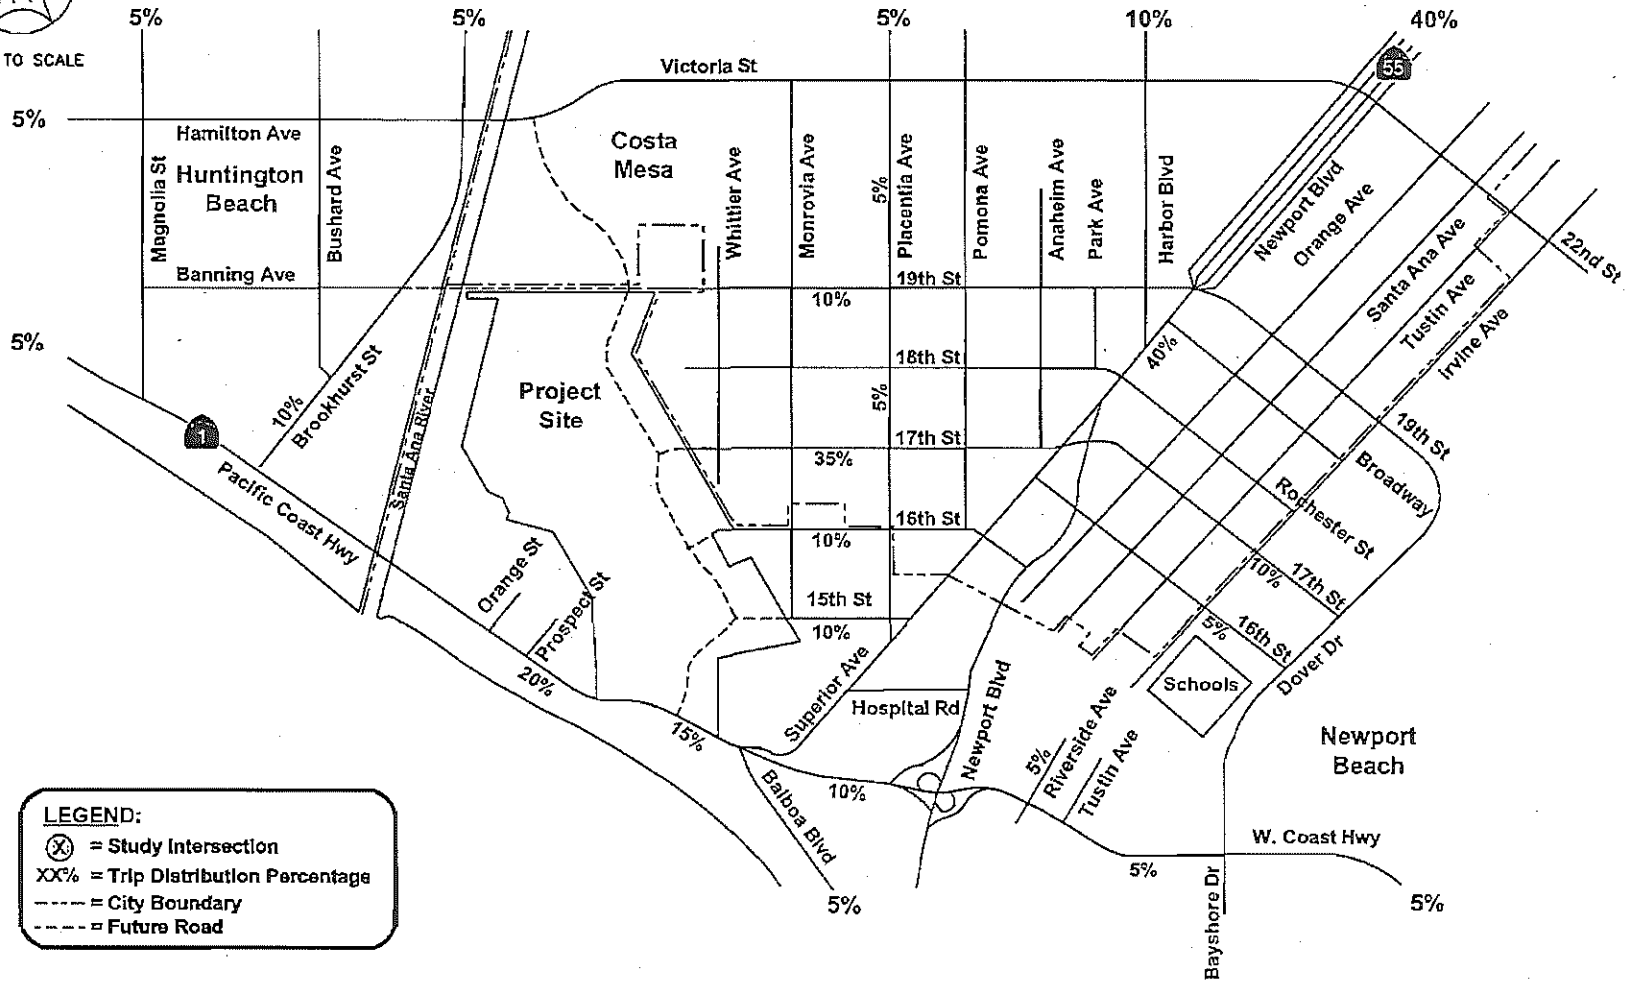 5%
5%
5%
10%
40%
TO SCALE
Victoria St
55
5%
Hamilton Ave
Costa
Mesa
Huntington
Beach
Magnolia St
Bushard Ave
Whittier Ave
Monrovia Ave
5%
Placentia Ave
Pomona Ave
Anaheim Ave
Park Ave
Harbor Blvd
Newport Blvd
Orange Ave
Santa Ana Ave
Tustin Ave
Irvine Ave
22nd St
Banning Ave
19th St
10%
5%
18th St
40%
Project
Site
5%
10%
Brookhurst St
Santa Ana River
1
Pacific Coast Hwy
17th St
35%
19th St
Broadway
Rochester St
16th St
10%
10%
17th St
Orange St
Prospect St
15th St
10%
5%
16th St
Dover Dr
20%
15%
Superior Ave
Hospital Rd
Newport Blvd
Schools
5%
Riverside Ave
Tustin Ave
Newport
Beach
Balboa Blvd
10%
W. Coast Hwy
5%
5%
5%
Bayshore Dr
LEGEND:
X = Study Intersection
XX% = Trip Distribution Percentage
= City Boundary
= Future Road